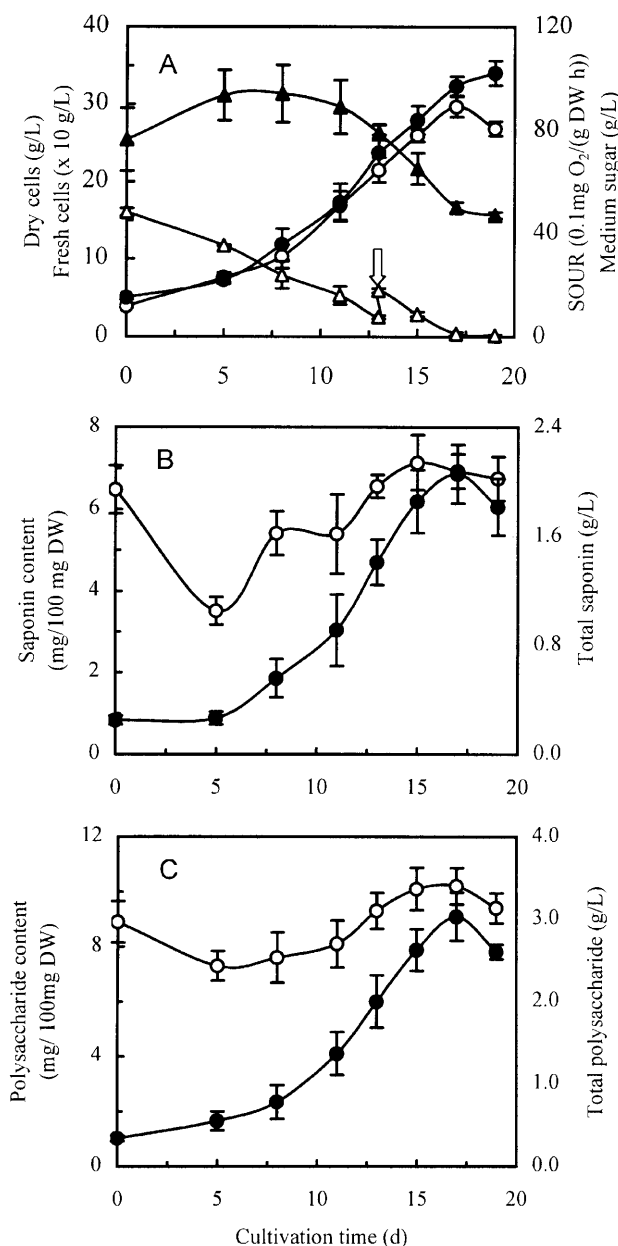 A
40
30
20
10
0
Dry cells (g/L)
Fresh cells (x 10 g/L)
120
80
40
0
SOUR (0.1mg O₂/(g DW h))
Medium sugar (g/L)
0 5 10 15 20
B
8
6
4
2
0
Saponin content
(mg/100 mg DW)
2.4
1.6
0.8
0.0
Total saponin (g/L)
0 5 10 15 20
C
12
8
4
0
Polysaccharide content
(mg/ 100mg DW)
4.0
3.0
2.0
1.0
0.0
Total polysaccharide (g/L)
0 5 10 15 20
Cultivation time (d)